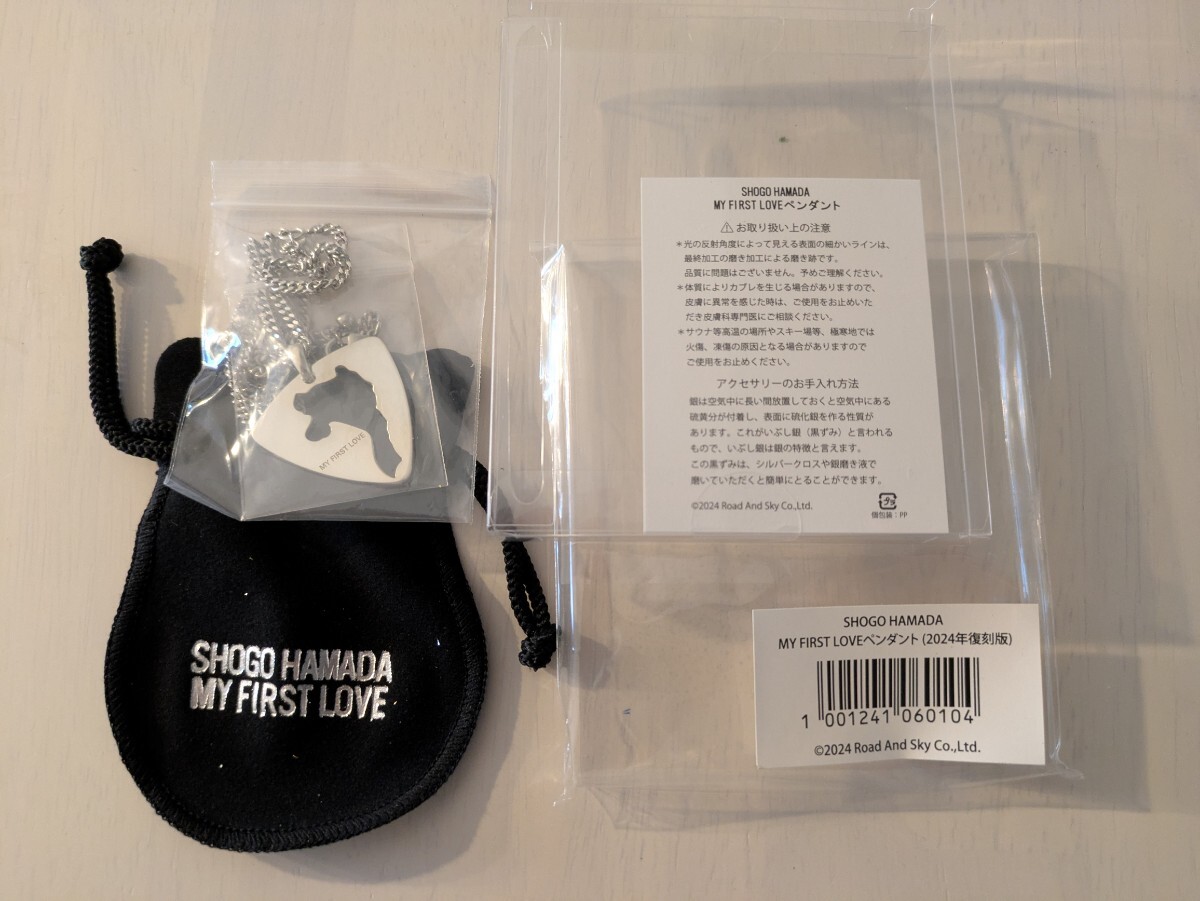 MY FIRST LOVE
SHOGO HAMADA
MY FIRST LOVE
SHOGO HAMADA
MY FIRST LOVEペンダント
⚠お取り扱い上の注意
*光の反射角度によって見える表面の細かいラインは、
最終加工の磨き加工による磨き跡です。
品質に問題はございません。予めご理解ください。
*体質によりカブレを生じる場合がありますので、
皮膚に異常を感じた時は、ご使用をお止めいた
だき皮膚科専門医にご相談ください。
*サウナ等高温の場所やスキー場等、極寒地では
火傷、凍傷の原因となる場合がありますので
ご使用をお止めください。
アクセサリーのお手入れ方法
銀は空気中に長い間放置しておくと空気中にある
硫黄分が付着し、表面に硫化銀を作る性質が
あります。これがいぶし銀（黒ずみ）と言われる
もので、いぶし銀は銀の特徴と言えます。
この黒ずみは、シルバークロスや銀磨き液で
磨いていただくと簡単にとることができます。
©2024 Road And Sky Co.,Ltd.
プラ
個包装：PP
SHOGO HAMADA
MY FIRST LOVEペンダント (2024年復刻版)
1 001241 060104
©2024 Road And Sky Co.,Ltd.